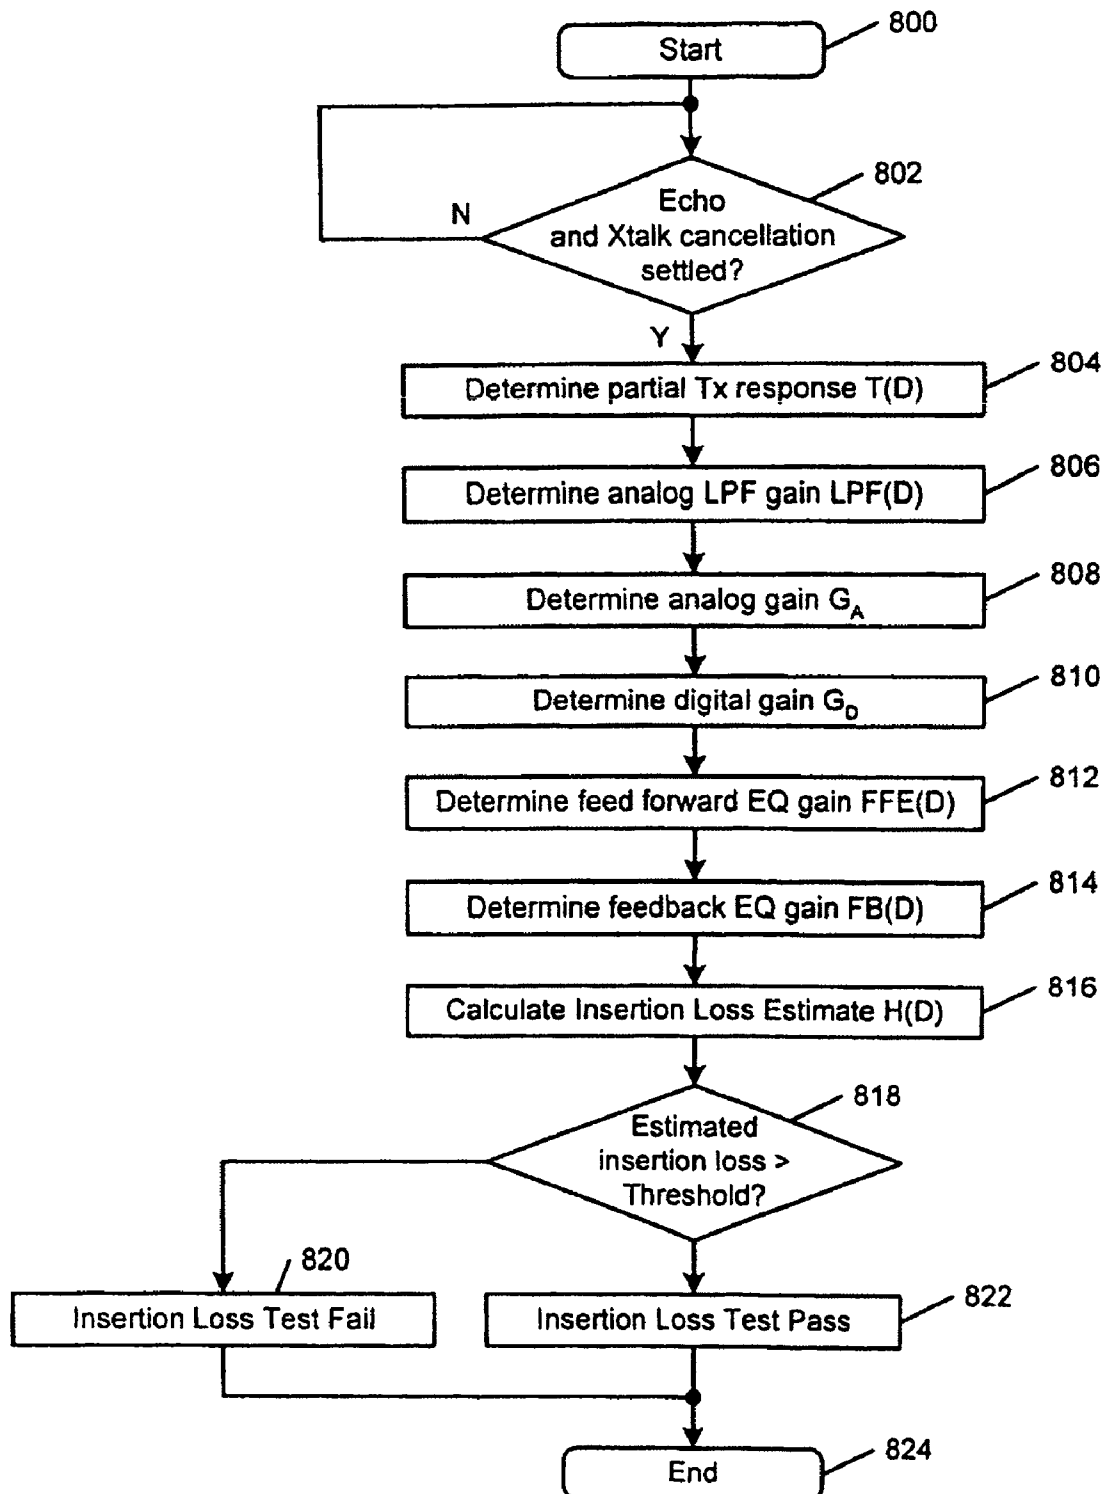 Start
800
Echo
and Xtalk cancellation
settled?
802
N
Y
Determine partial Tx response T(D)
804
Determine analog LPF gain LPF(D)
806
Determine analog gain G_A
808
Determine digital gain G_D
810
Determine feed forward EQ gain FFE(D)
812
Determine feedback EQ gain FB(D)
814
Calculate Insertion Loss Estimate H(D)
816
Estimated
insertion loss >
Threshold?
818
Insertion Loss Test Fail
820
Insertion Loss Test Pass
822
End
824